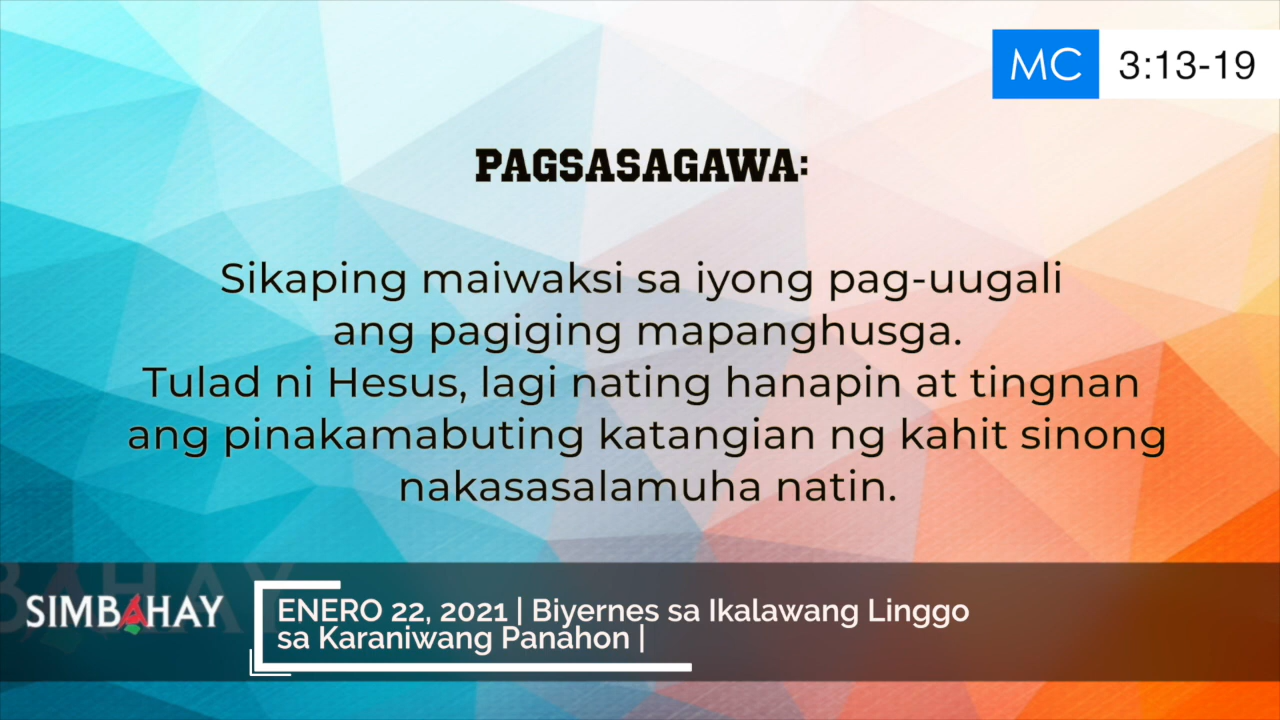 MC 3:13-19
PAGSASAGAWA:
Sikaping maiwaksi sa iyong pag-uugali
ang pagiging mapanghusga.
Tulad ni Hesus, lagi nating hanapin at tingnan
ang pinakamabuting katangian ng kahit sinong
nakasasalamuha natin.
SIMBAHAY
ENERO 22, 2021 | Biyernes sa Ikalawang Linggo
sa Karaniwang Panahon |